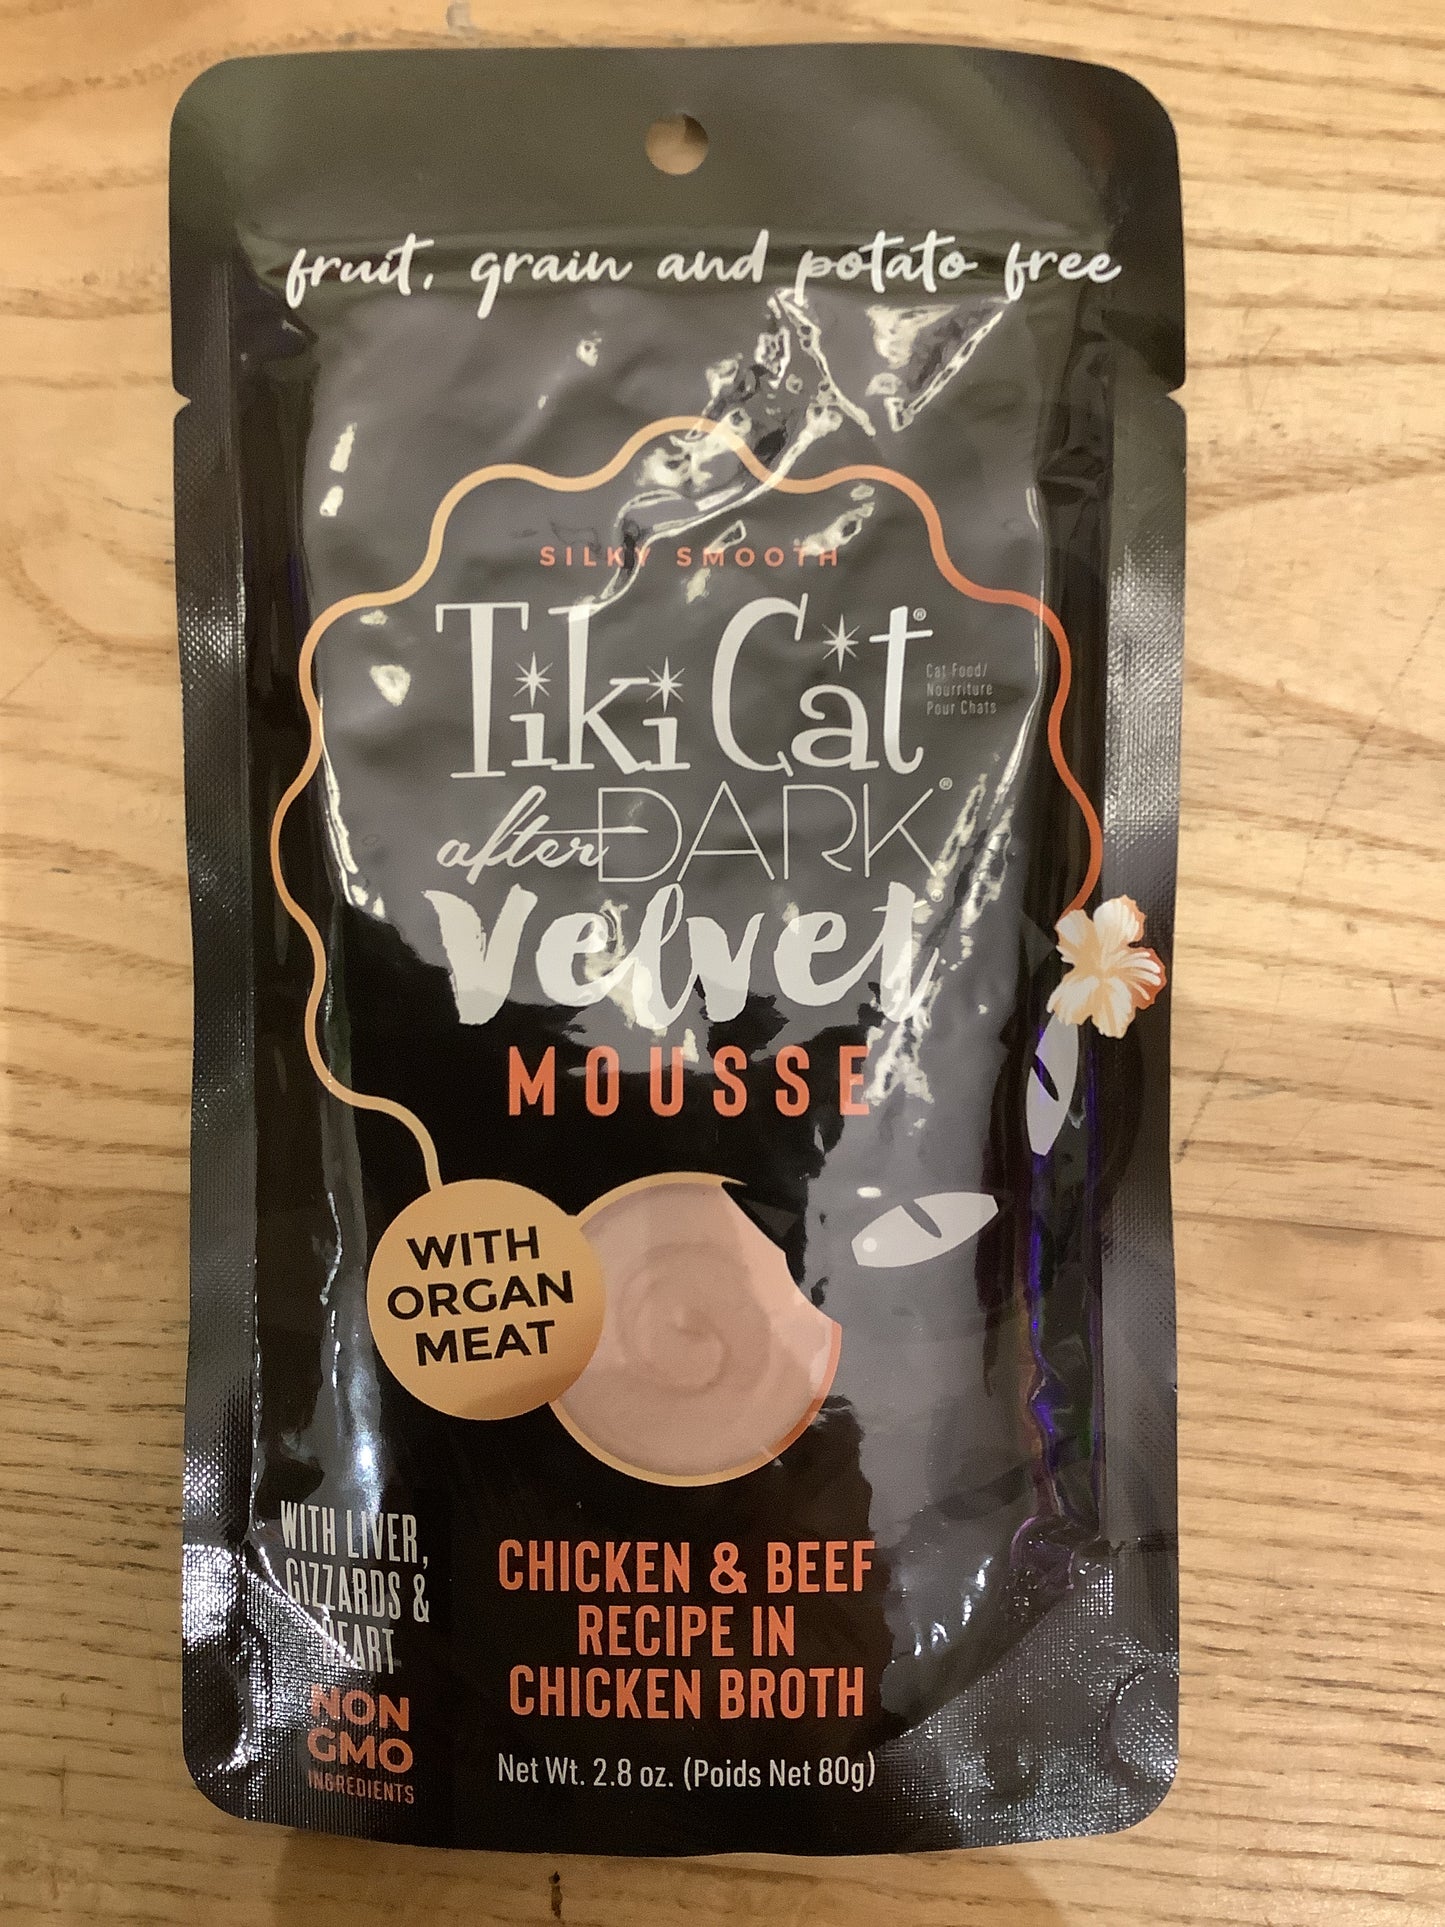 fruit, grain and potato free
SILKY SMOOTH
Tiki Cat®
Cat Food/
Nourriture
Pour Chats
after DARK®
Velvet
MOUSSE
WITH
ORGAN
MEAT
WITH LIVER,
GIZZARDS &
HEART
NON
GMO
INGREDIENTS
CHICKEN & BEEF
RECIPE IN
CHICKEN BROTH
Net Wt. 2.8 oz. (Poids Net 80g)